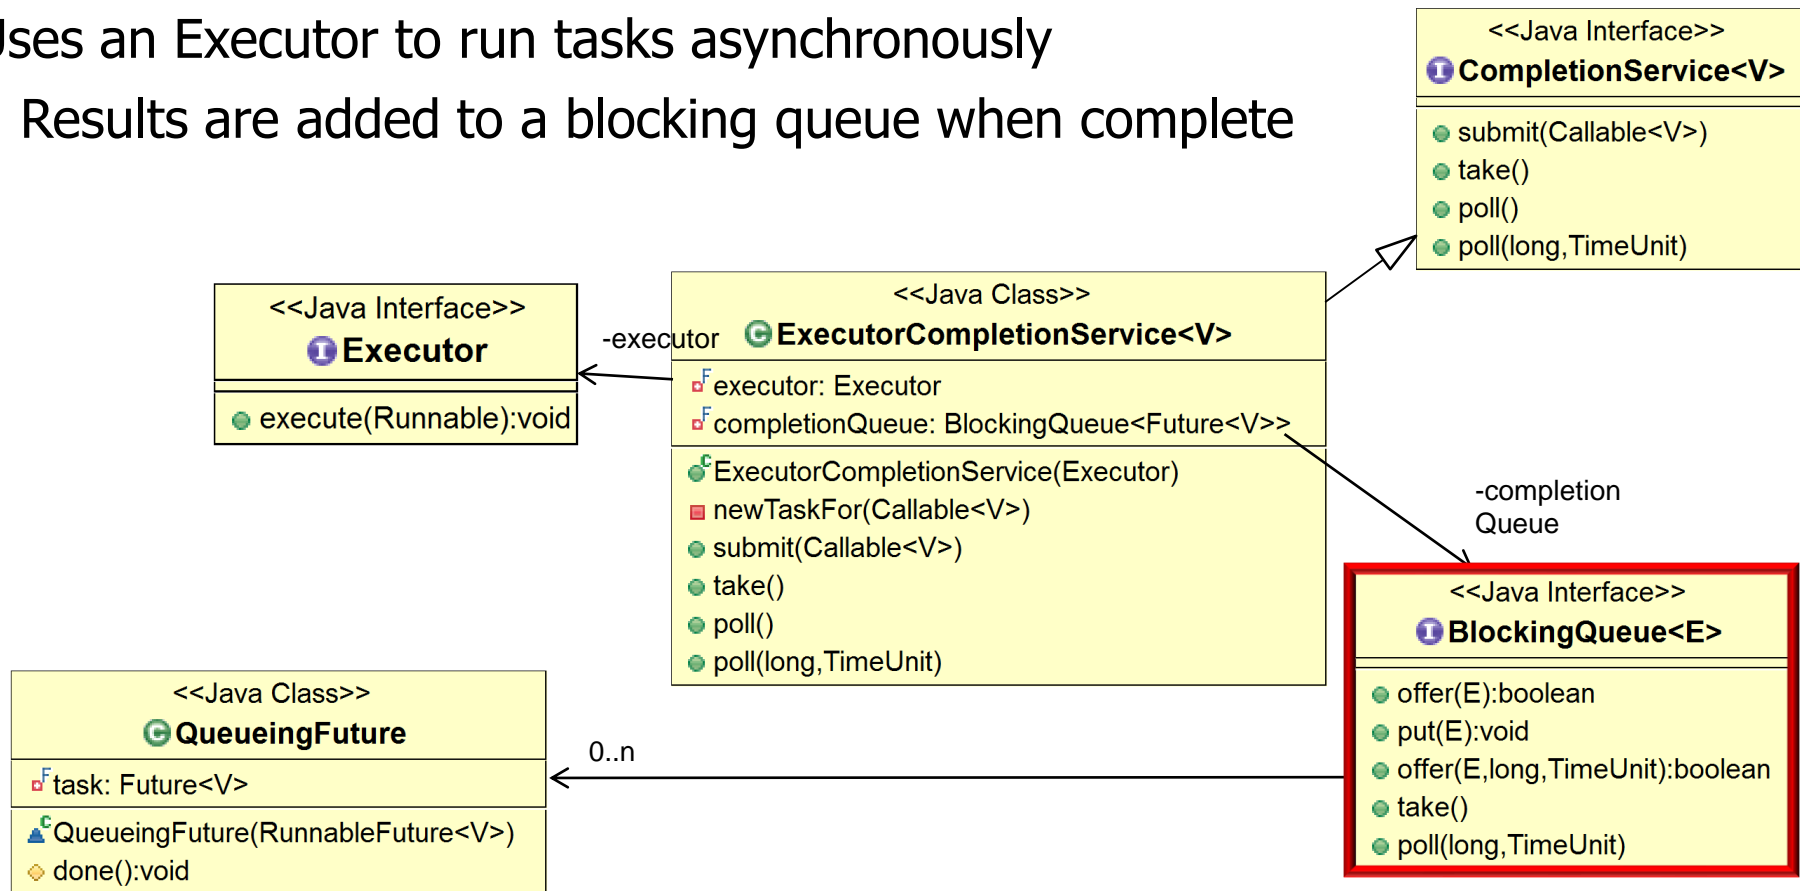 Uses an Executor to run tasks asynchronously
Results are added to a blocking queue when complete
<<Java Interface>>
CompletionService<V>
submit(Callable<V>)
take()
poll()
poll(long,TimeUnit)
<<Java Interface>>
Executor
execute(Runnable):void
-executor
<<Java Class>>
ExecutorCompletionService<V>
executor: Executor
completionQueue: BlockingQueue<Future<V>>
ExecutorCompletionService(Executor)
newTaskFor(Callable<V>)
submit(Callable<V>)
take()
poll()
poll(long,TimeUnit)
-completion
Queue
<<Java Interface>>
BlockingQueue<E>
offer(E):boolean
put(E):void
offer(E,long,TimeUnit):boolean
take()
poll(long,TimeUnit)
0..n
<<Java Class>>
QueueingFuture
task: Future<V>
QueueingFuture(RunnableFuture<V>)
done():void